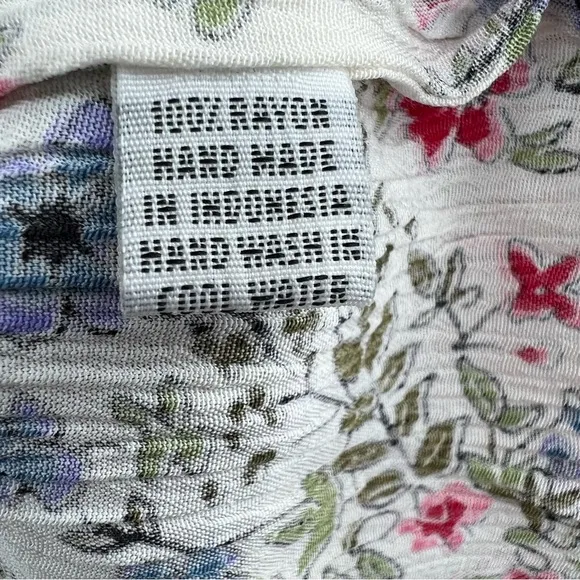 100% RAYON
HAND MADE
IN INDONESIA
HAND WASH IN
COOL WATER